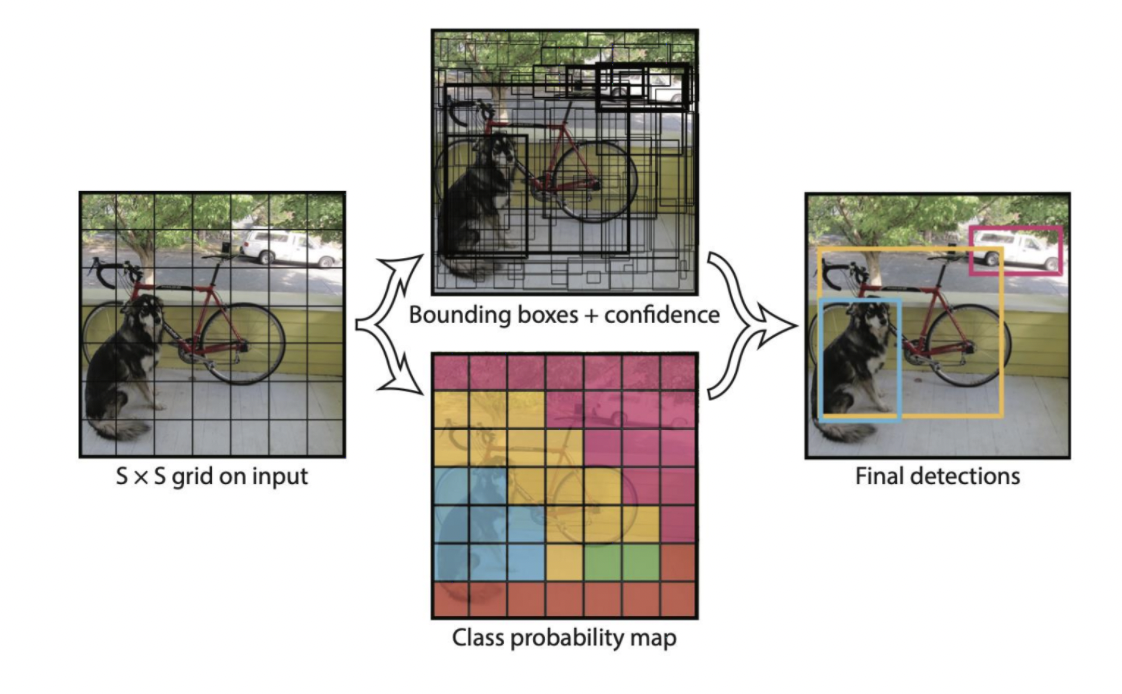 S × S grid on input
Bounding boxes + confidence
Class probability map
Final detections